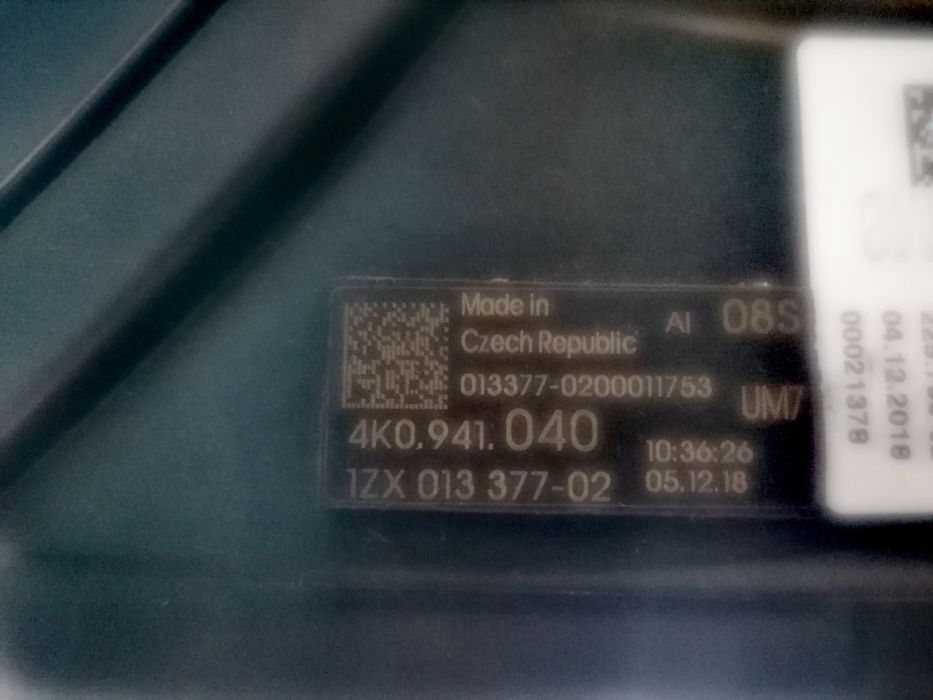 Made in
Czech Republic
AI
08S
013377-0200011753
UM7
4K0.941.040
10:36:26
1ZX 013 377-02
05.12.18
04.12.2018
00021378